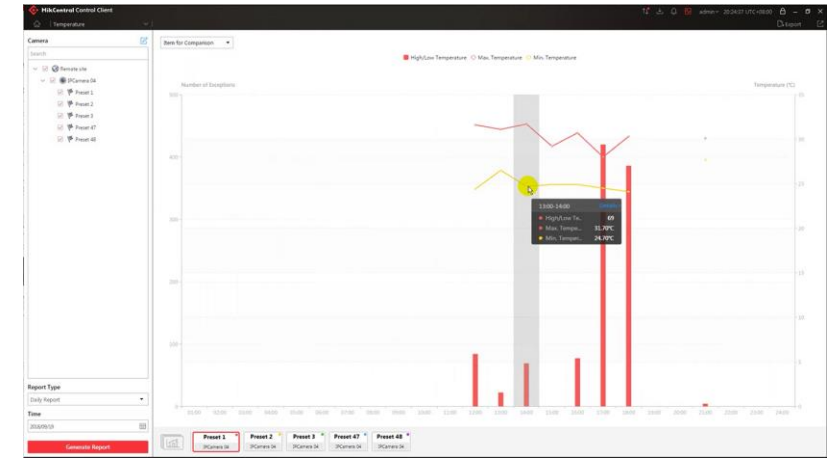 HikControl Control Client
admin 20:24:07 UTC+08:00
Temperature
Export
Camera
Search
Remote site
IPCamera 04
Preset 1
Preset 2
Preset 3
Preset 47
Preset 48
Report Type
Daily Report
Time
2018/09/16
Generate Report
Item for Comparison
High/Low Temperature Max. Temperature Min. Temperature
Number of Exceptions
Temperature (°C)
500
400
300
200
100
13:00-14:00
High/Low Te... 69
Max. Tempe... 31.70°C
Min. Temper... 24.70°C
01:00 02:00 03:00 04:00 05:00 06:00 07:00 08:00 09:00 10:00 11:00 12:00 13:00 14:00 15:00 16:00 17:00 18:00 19:00 20:00 21:00 22:00 23:00 24:00
Preset 1 Preset 2 Preset 3 Preset 47 Preset 48
IPCamera 04 IPCamera 04 IPCamera 04 IPCamera 04 IPCamera 04